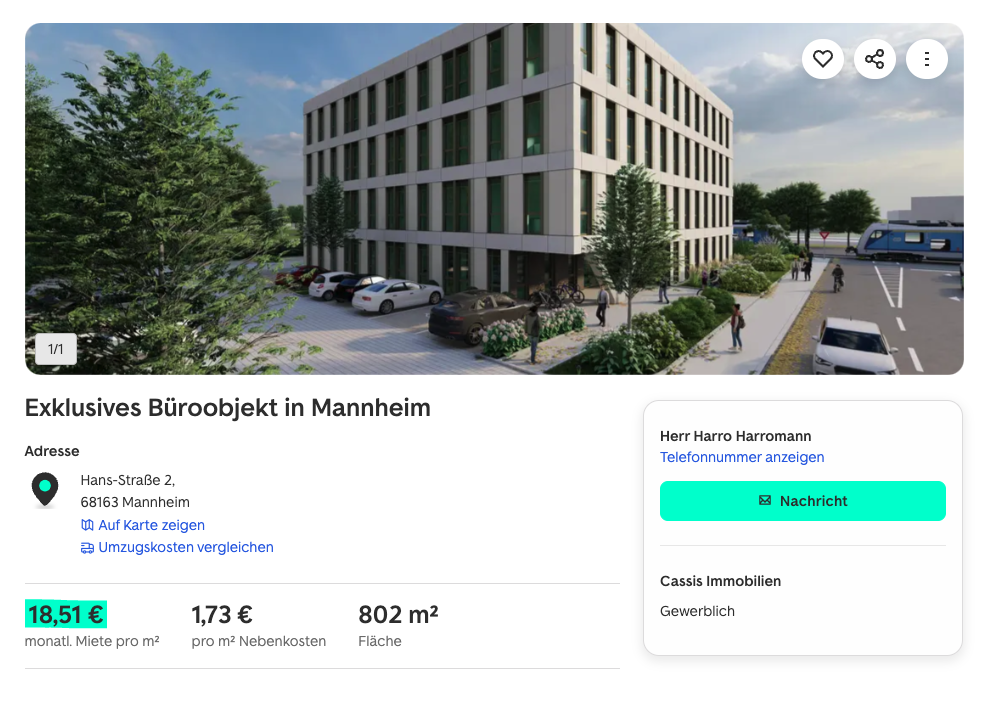 1/1
Exklusives Büroobjekt in Mannheim
Adresse
Hans-Straße 2,
68163 Mannheim
Auf Karte zeigen
Umzugskosten vergleichen
18,51 €
monatl. Miete pro m²
1,73 €
pro m² Nebenkosten
802 m²
Fläche
Herr Harro Harromann
Telefonnummer anzeigen
Nachricht
Cassis Immobilien
Gewerblich